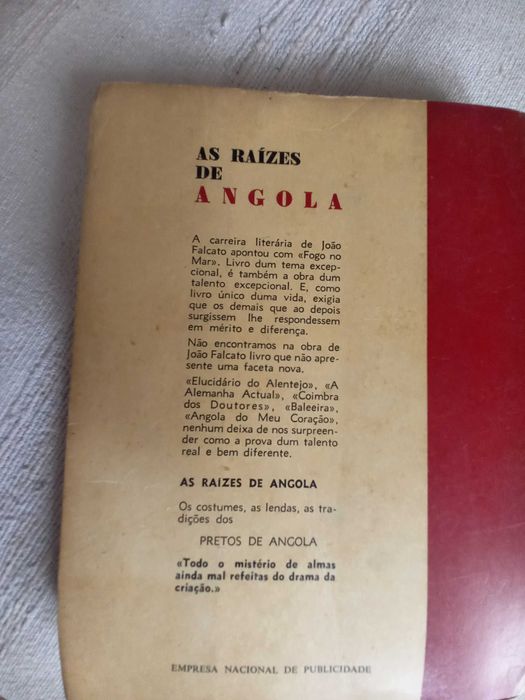 AS RAÍZES
DE
ANGOLA
A carreira literária de João
Falcato apontou com «Fogo no
Mar». Livro dum tema excep-
cional, é também a obra dum
talento excepcional. E, como
livro único duma vida, exigia
que os demais que ao depois
surgissem lhe respondessem
em mérito e diferença.
Não encontramos na obra de
João Falcato livro que não apre-
sente uma faceta nova.
«Elucidário do Alentejo», «A
Alemanha Actual», «Coimbra
dos Doutores», «Baleeira»,
«Angola do Meu Coração»,
nenhum deixa de nos surpreen-
der como a prova dum talento
real e bem diferente.
AS RAÍZES DE ANGOLA
Os costumes, as lendas, as tra-
dições dos
PRETOS DE ANGOLA
«Todo o mistério de almas
ainda mal refeitas do drama da
criação.»
EMPRESA NACIONAL DE PUBLICIDADE